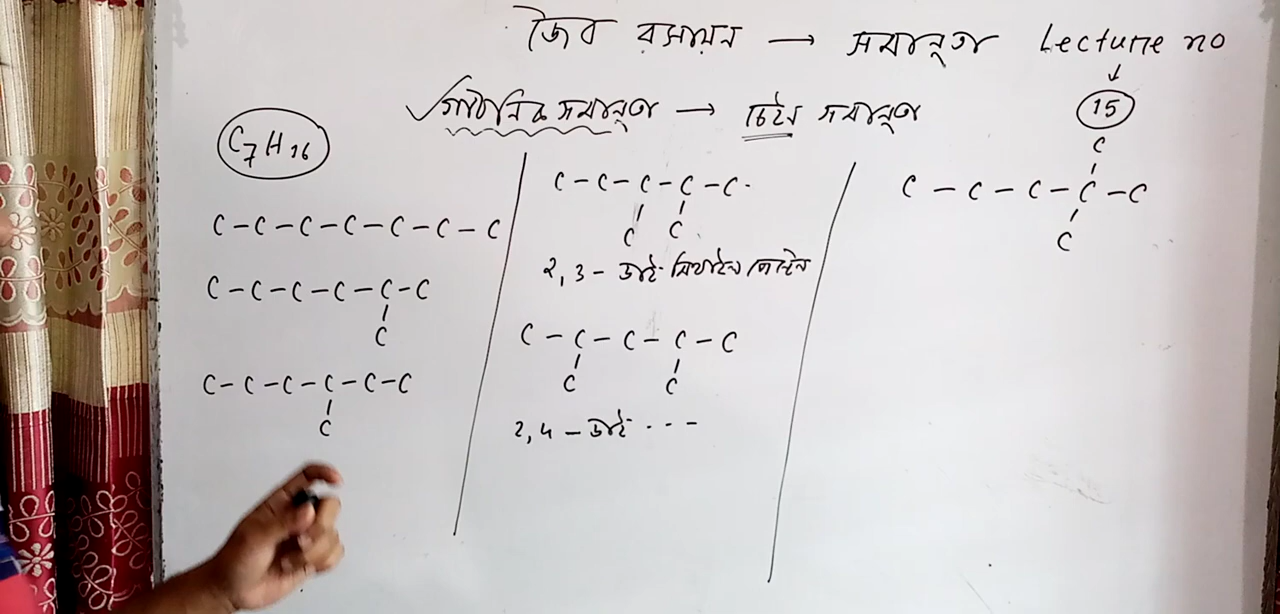 জৈব রসায়ন → সমানুতা Lecture no
↓
15
✓গাঠনিক সমানুতা → চেইন সমানুতা
C7H16
C-C-C-C-C-C-C
C-C-C-C-C-C
|
C
C-C-C-C-C-C
|
C
C-C-C-C-C.
| |
C C
2,3- ডাই মিথাইল পেন্টেন
C-C-C-C-C
| |
C C
2,4-ডাই ---
C
|
C-C-C-C-C
|
C